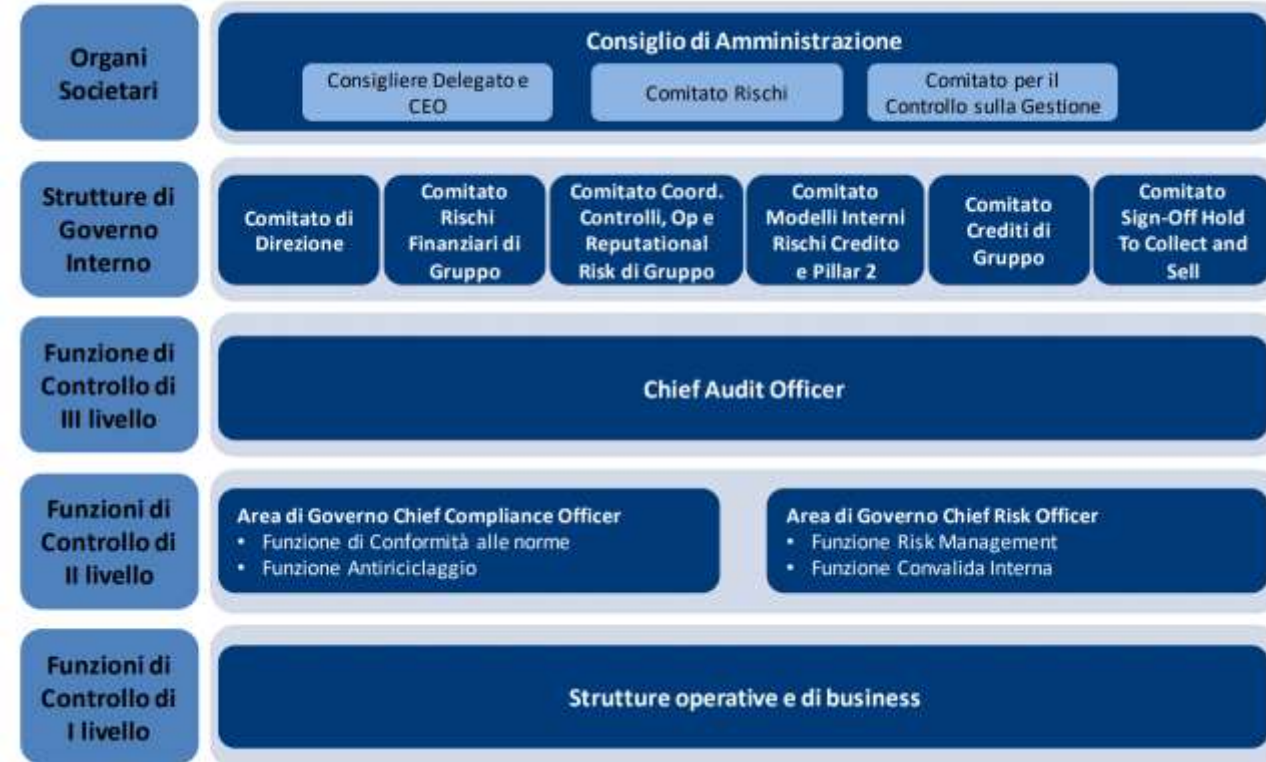 Organi
Societari
Consiglio di Amministrazione
Consigliere Delegato e
CEO
Comitato Rischi
Comitato per il
Controllo sulla Gestione
Strutture di
Governo
Interno
Comitato di
Direzione
Comitato
Rischi
Finanziari di
Gruppo
Comitato Coord.
Controlli, Op e
Reputational
Risk di Gruppo
Comitato
Modelli Interni
Rischi Credito
e Pillar 2
Comitato
Crediti di
Gruppo
Comitato
Sign-Off Hold
To Collect and
Sell
Funzione di
Controllo di
III livello
Chief Audit Officer
Funzioni di
Controllo di
II livello
Area di Governo Chief Compliance Officer
• Funzione di Conformità alle norme
• Funzione Antiriciclaggio
Area di Governo Chief Risk Officer
• Funzione Risk Management
• Funzione Convalida Interna
Funzioni di
Controllo di
I livello
Strutture operative e di business